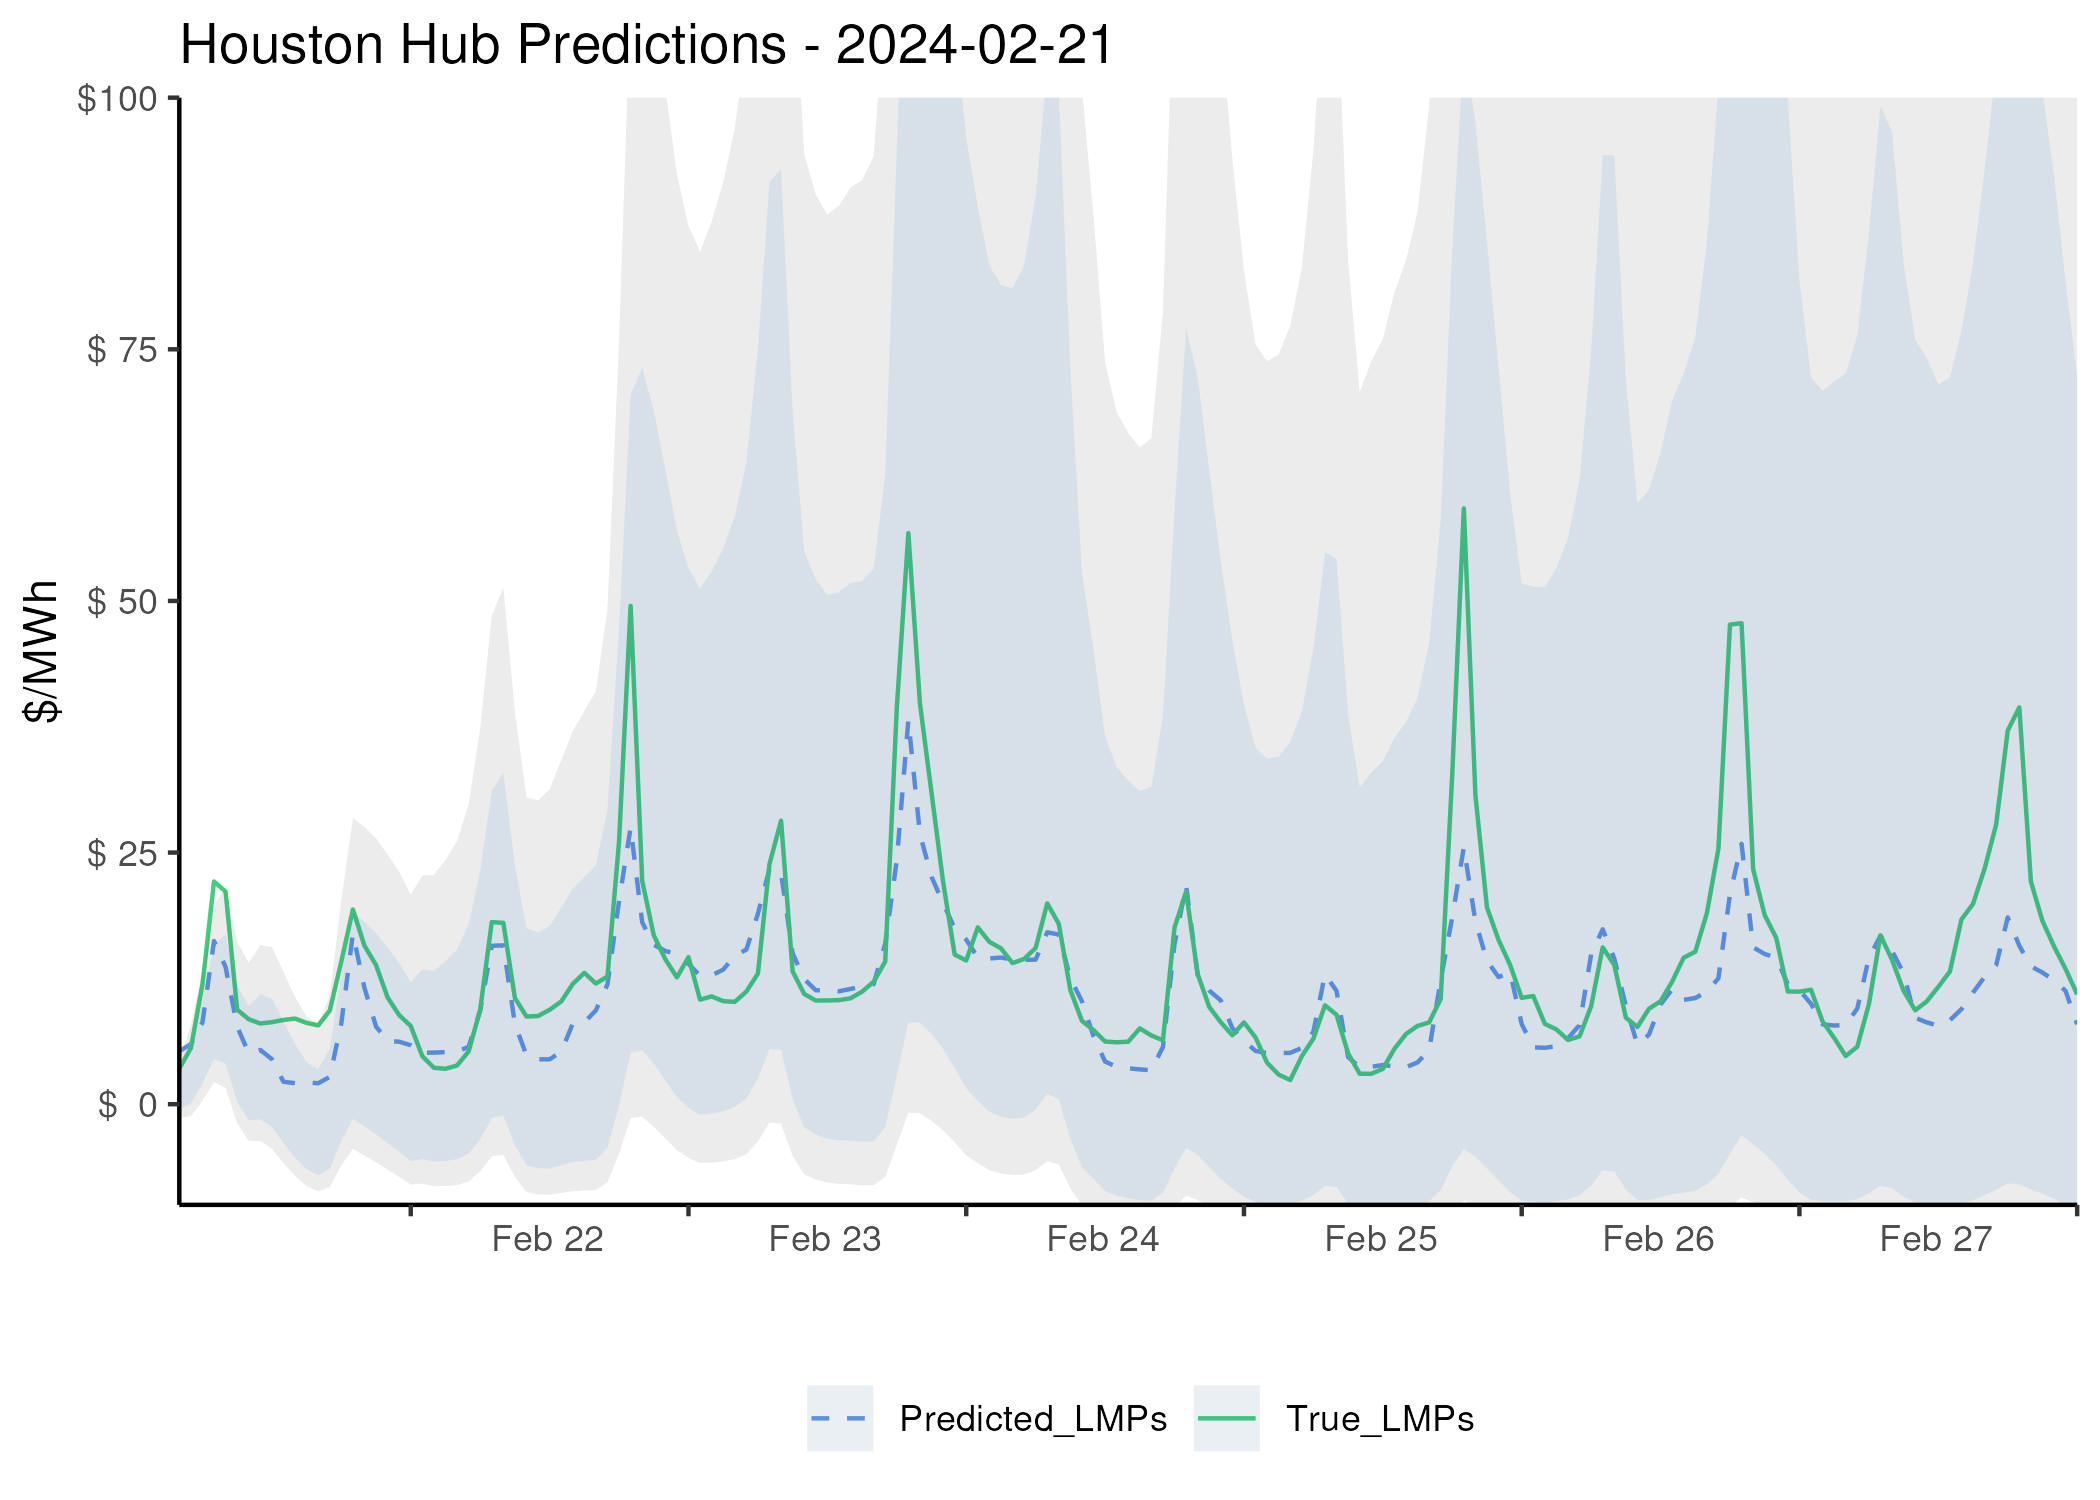 Houston Hub Predictions - 2024-02-21
$100
$ 75
$ 50
$ 25
$ 0
$/MWh
Feb 22 Feb 23 Feb 24 Feb 25 Feb 26 Feb 27
Predicted_LMPs True_LMPs